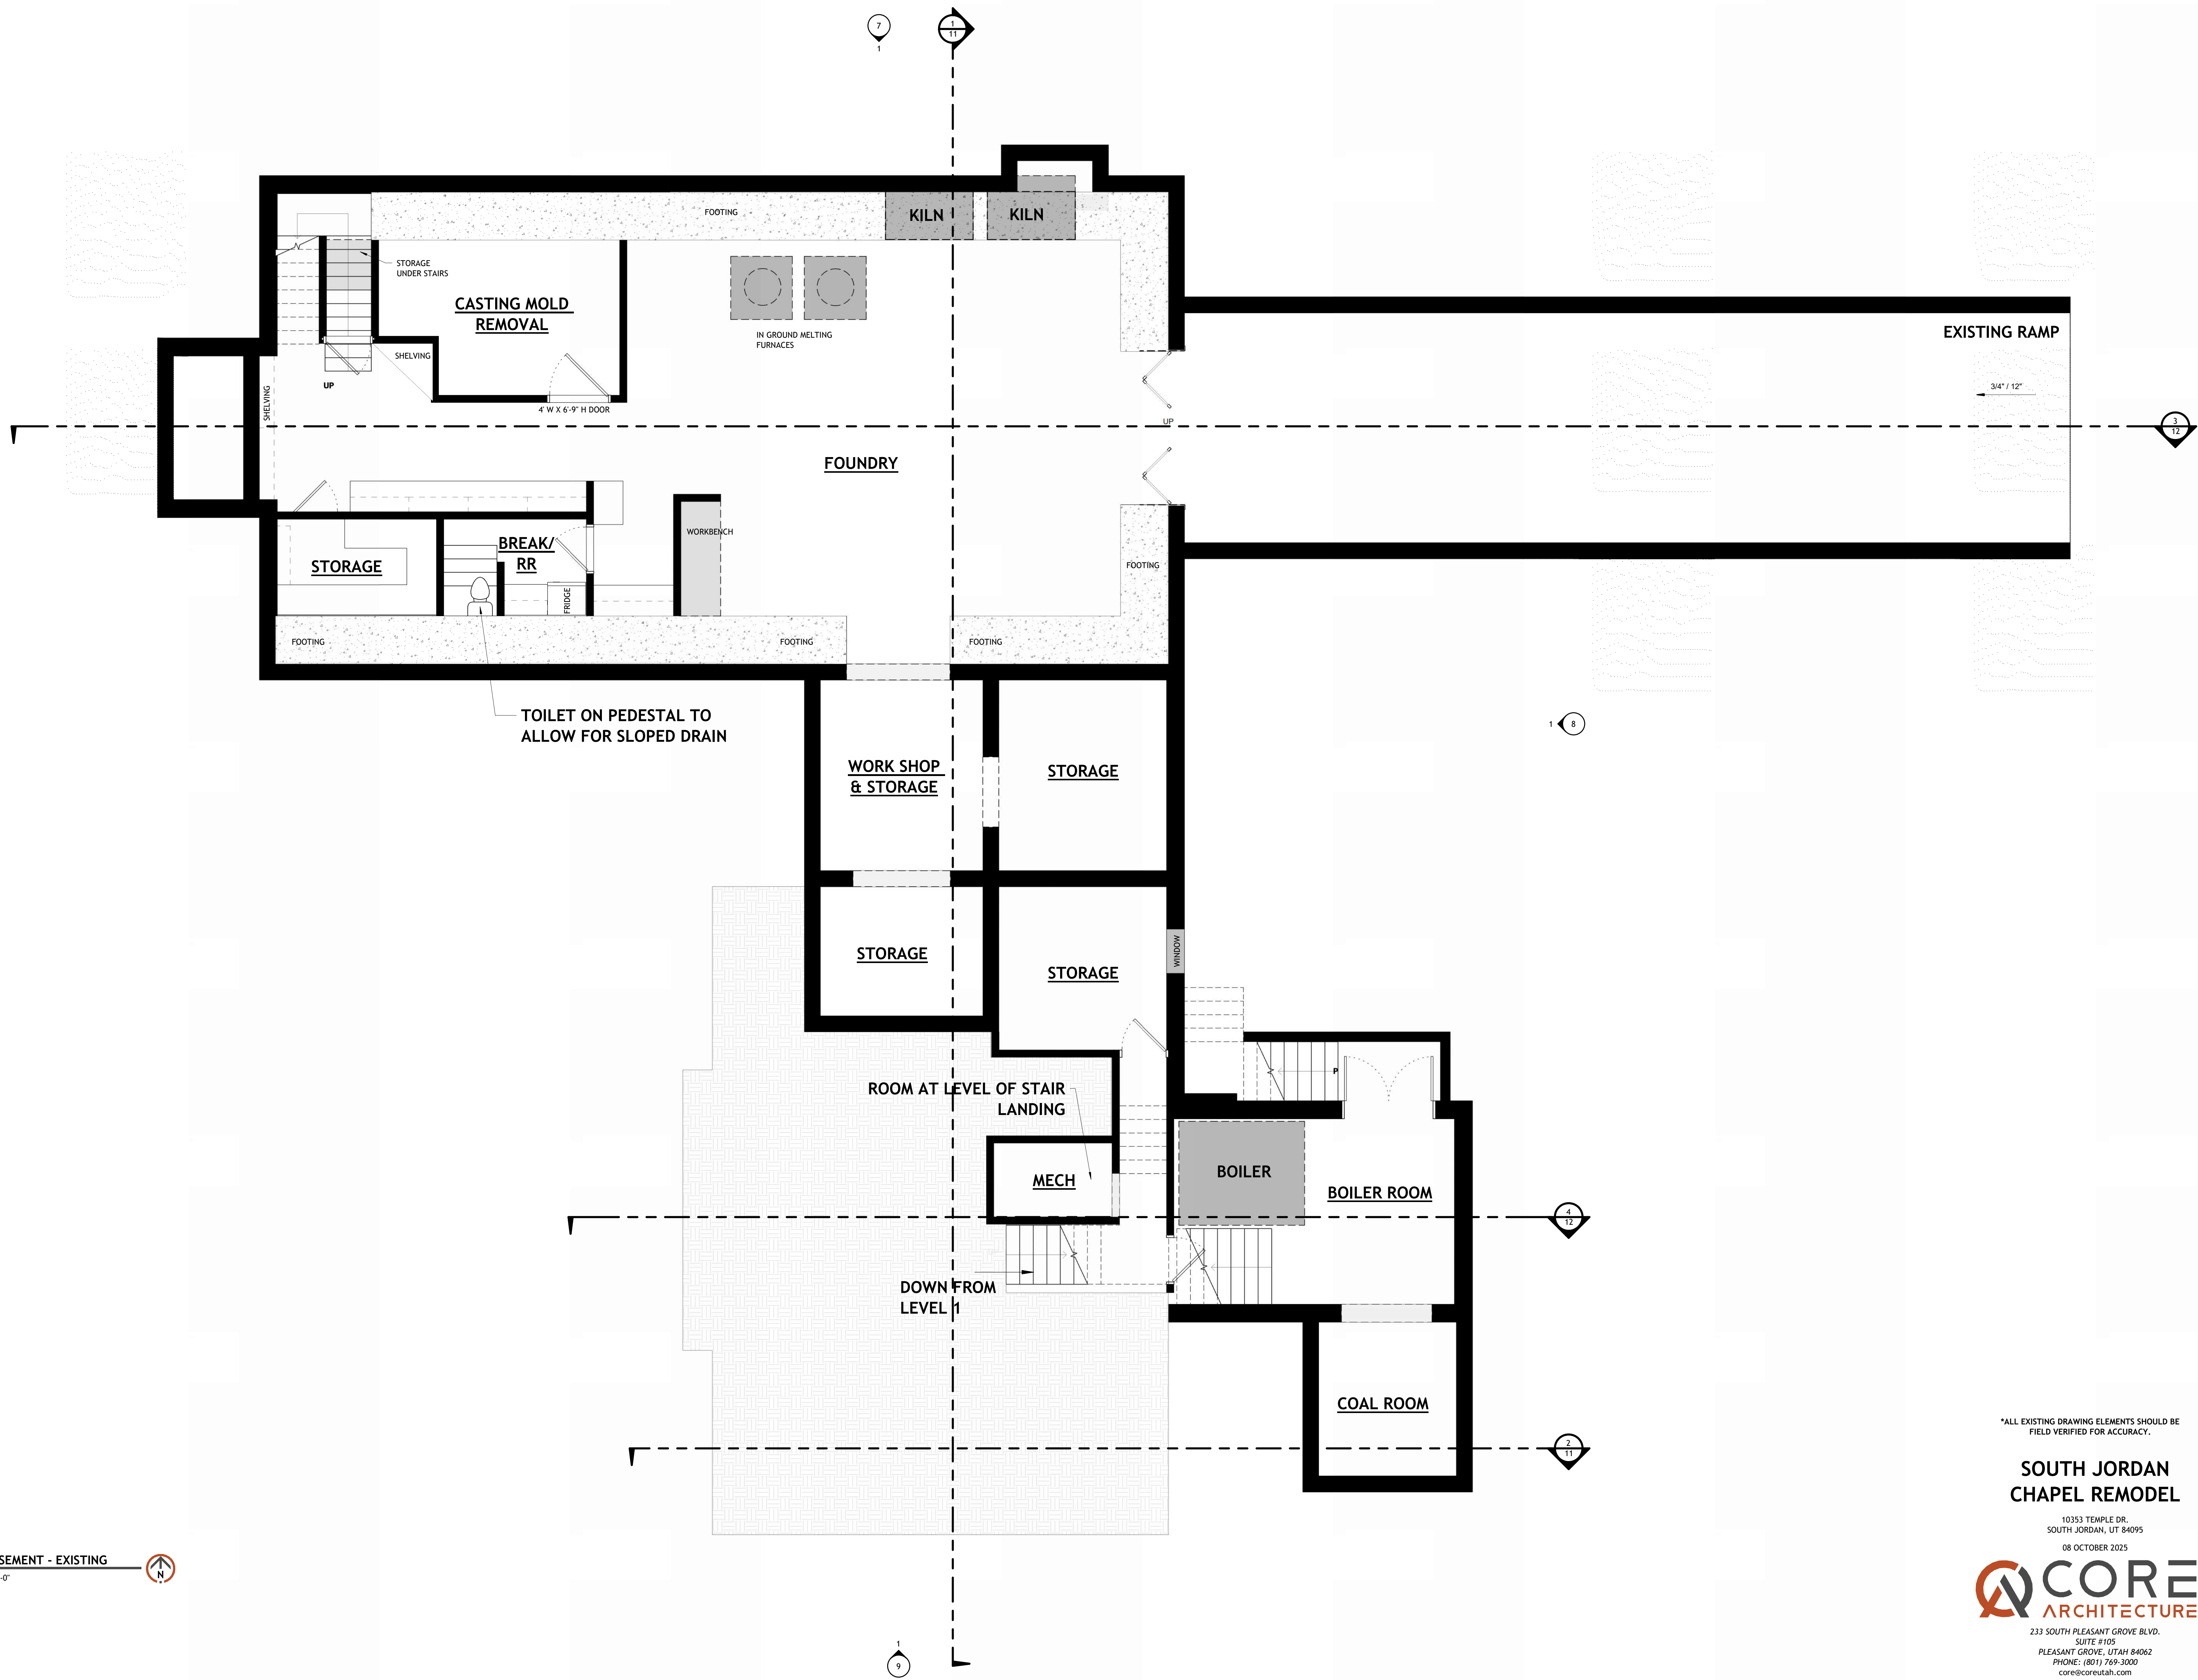 7
1
1
11
FOOTING
KILN
KILN
STORAGE
UNDER STAIRS
CASTING MOLD
REMOVAL
IN GROUND MELTING
FURNACES
EXISTING RAMP
SHELVING
UP
SHELVING
3/4" / 12"
4' W X 6'-9" H DOOR
UP
3
12
FOUNDRY
WORKBENCH
BREAK/
RR
STORAGE
FRIDGE
FOOTING
FOOTING
FOOTING
FOOTING
TOILET ON PEDESTAL TO
ALLOW FOR SLOPED DRAIN
1
8
WORK SHOP
& STORAGE
STORAGE
STORAGE
STORAGE
WINDOW
P
ROOM AT LEVEL OF STAIR
LANDING
MECH
BOILER
BOILER ROOM
4
12
DOWN FROM
LEVEL 1
COAL ROOM
2
11
*ALL EXISTING DRAWING ELEMENTS SHOULD BE
FIELD VERIFIED FOR ACCURACY.
SOUTH JORDAN
CHAPEL REMODEL
10353 TEMPLE DR.
SOUTH JORDAN, UT 84095
08 OCTOBER 2025
CORE
ARCHITECTURE
233 SOUTH PLEASANT GROVE BLVD.
SUITE #105
PLEASANT GROVE, UTAH 84062
PHONE: (801) 769-3000
core@coreutah.com
SEMENT - EXISTING
-0"
N
1
9